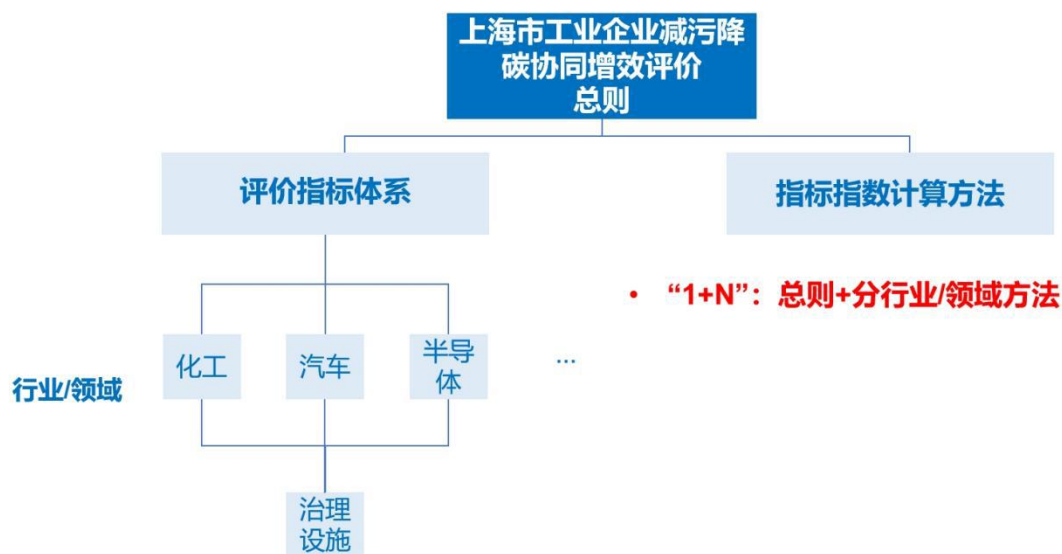 上海市工业企业减污降
碳协同增效评价
总则
评价指标体系
指标指数计算方法
• “1+N”：总则+分行业/领域方法
行业/领域
化工
汽车
半导
体
...
治理
设施